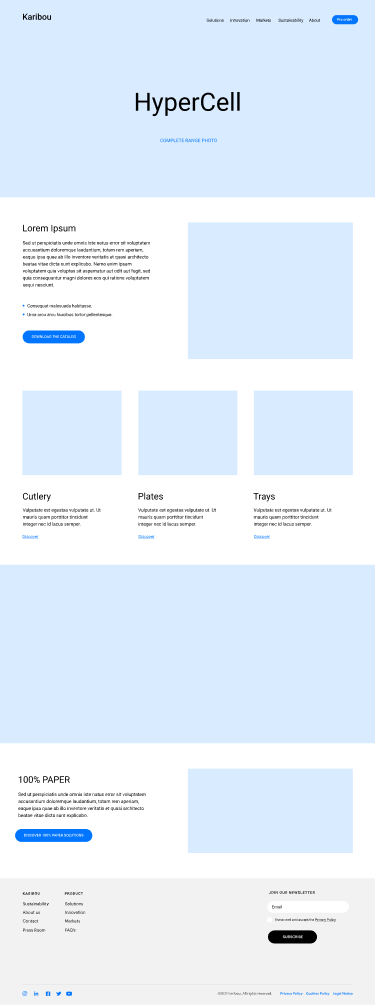 Karibou
Solutions Innovation Markets Sustainability About Pre-order
HyperCell
COMPLETE RANGE PHOTO
Lorem Ipsum
Sed ut perspiciatis unde omnis iste natus error sit voluptatem
accusantium doloremque laudantium, totam rem aperiam,
eaque ipsa quae ab illo inventore veritatis et quasi architecto
beatae vitae dicta sunt explicabo. Nemo enim ipsam
voluptatem quia voluptas sit aspernatur aut odit aut fugit, sed
quia consequuntur magni dolores eos qui ratione voluptatem
sequi nesciunt.
Consequat malesuada habitasse.
Urna arcu arcu faucibus tortor pellentesque.
DOWNLOAD THE CATALOG
Cutlery
Vulputate est egestas vulputate ut. Ut
mauris quam porttitor tincidunt
integer nec id lacus semper.
Discover
Plates
Vulputate est egestas vulputate ut. Ut
mauris quam porttitor tincidunt
integer nec id lacus semper.
Discover
Trays
Vulputate est egestas vulputate ut. Ut
mauris quam porttitor tincidunt
integer nec id lacus semper.
Discover
100% PAPER
Sed ut perspiciatis unde omnis iste natus error sit voluptatem
accusantium doloremque laudantium, totam rem aperiam,
eaque ipsa quae ab illo inventore veritatis et quasi architecto
beatae vitae dicta sunt explicabo.
DISCOVER 100% PAPER SOLUTIONS
KARIBOU
Sustainability
About us
Contact
Press Room
PRODUCT
Solutions
Innovation
Markets
FAQ's
JOIN OUR NEWSLETTER
Email
Privacy Policy
SUBSCRIBE
All rights reserved.
Privacy Policy Cookies Policy Legal Notice